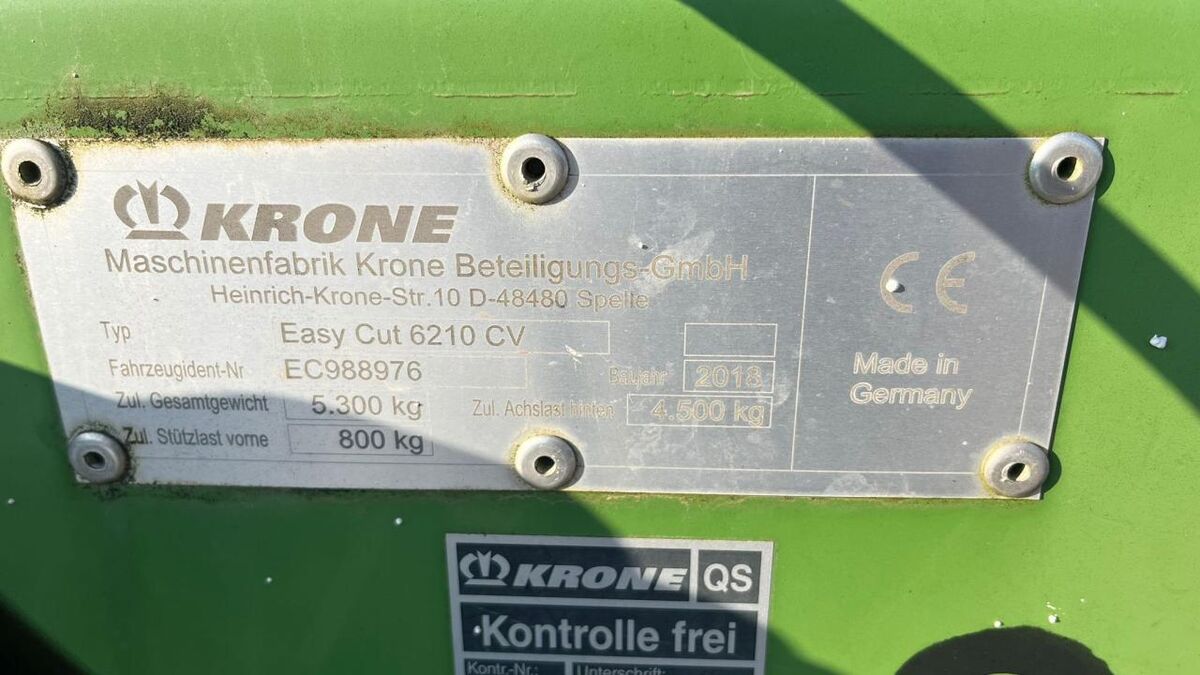 KRONE
Maschinenfabrik Krone Beteiligungs-GmbH
Heinrich-Krone-Str.10 D-48480 Spelle
Typ Easy Cut 6210 CV
Fahrzeugident-Nr EC988976 Baujahr 2018
Zul. Gesamtgewicht 5.300 kg Zul. Achslast hinten 4.500 kg
Zul. Stützlast vorne 800 kg
CE
Made in
Germany
KRONE QS
Kontrolle frei
Kontr.-Nr.: Unterschrift: